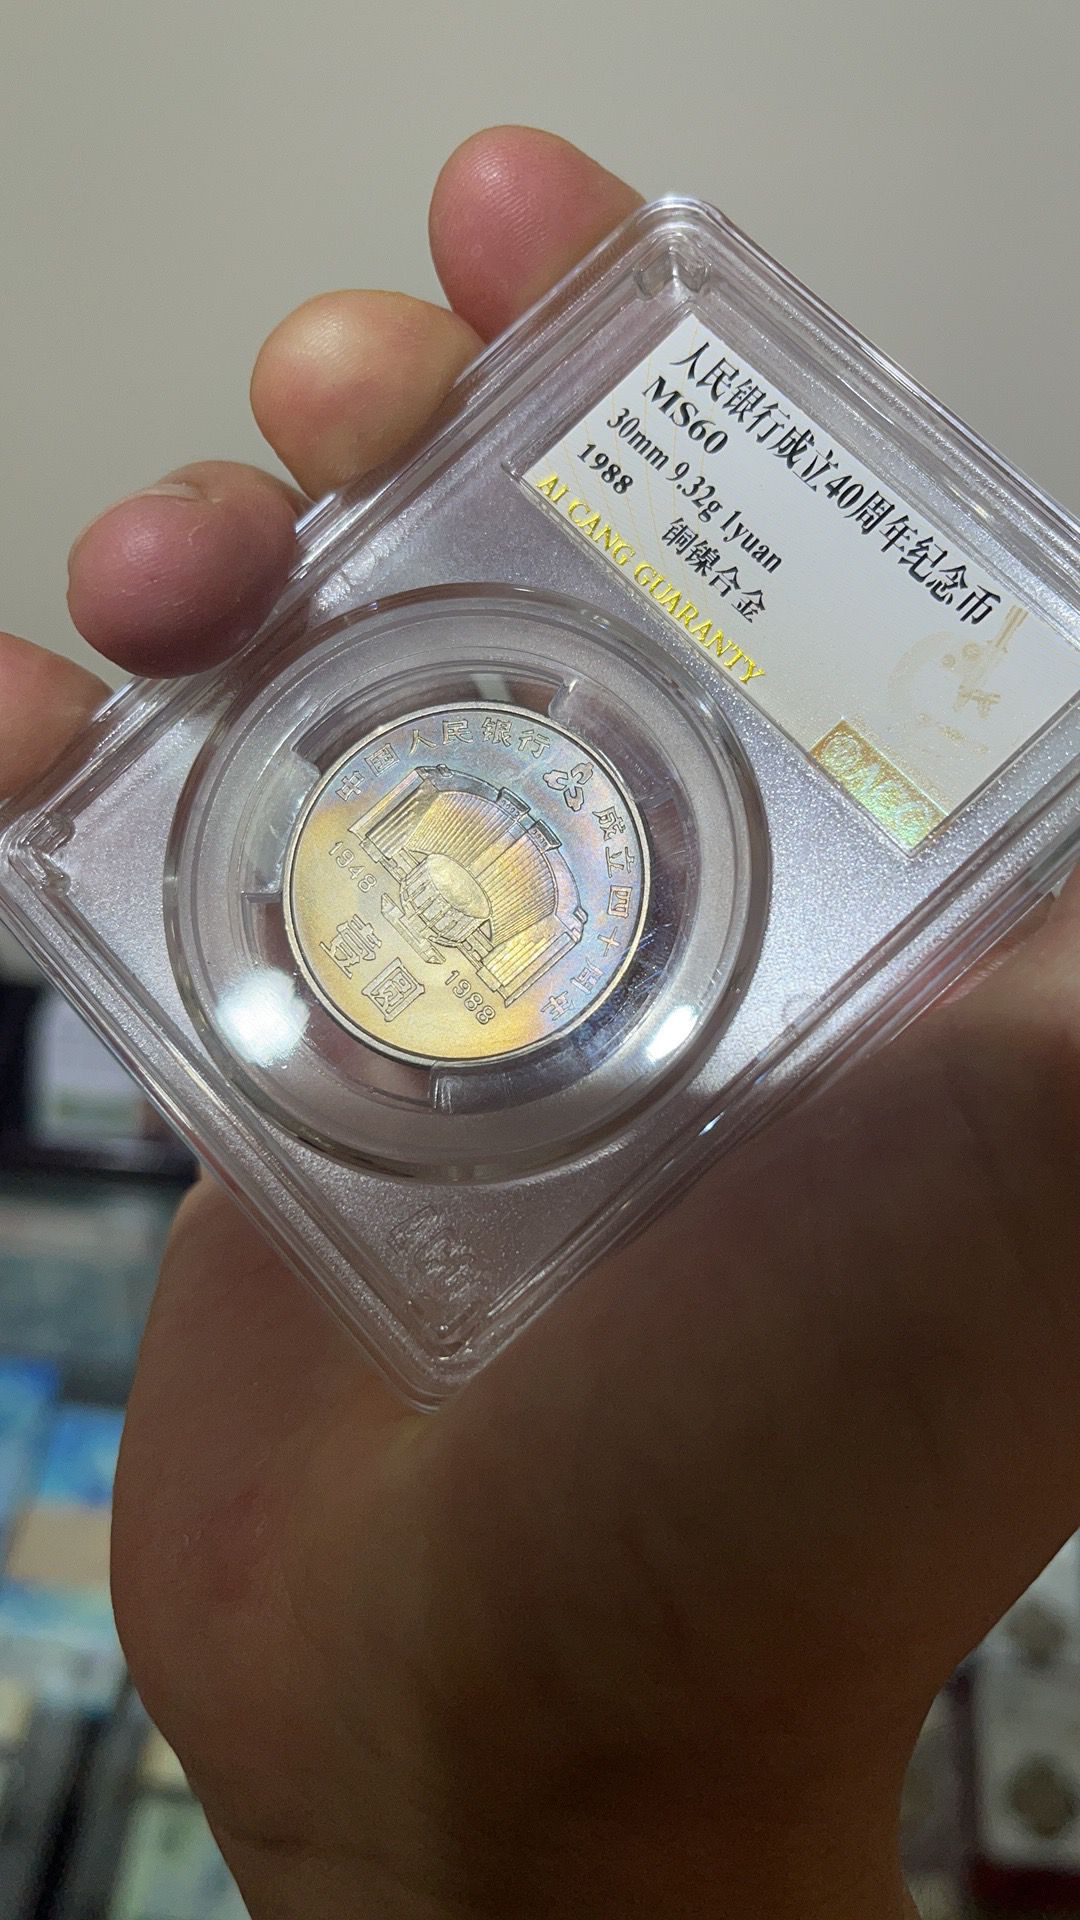 人民银行成立40周年纪念币
MS60
30mm 9.32g 1yuan
1988 铜镍合金
AI CANG GUARANTY
中国人民银行 成立四十周年
1948 1988
壹圆